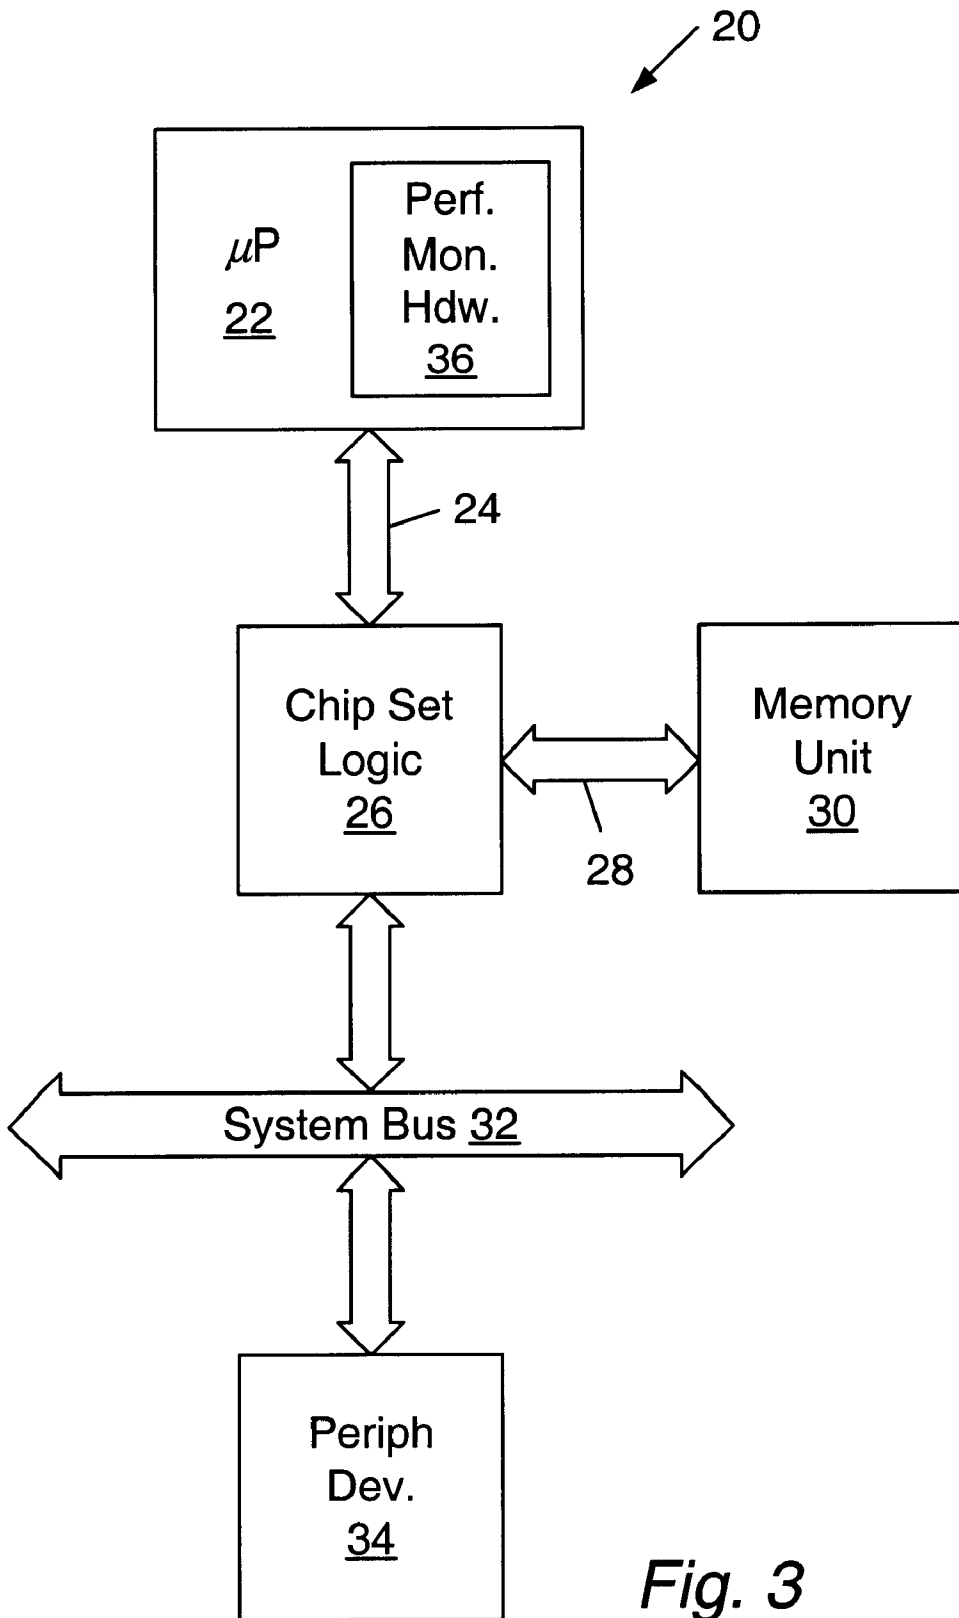 20
μP
22
Perf.
Mon.
Hdw.
36
24
Chip Set
Logic
26
28
Memory
Unit
30
System Bus 32
Periph
Dev.
34
Fig. 3